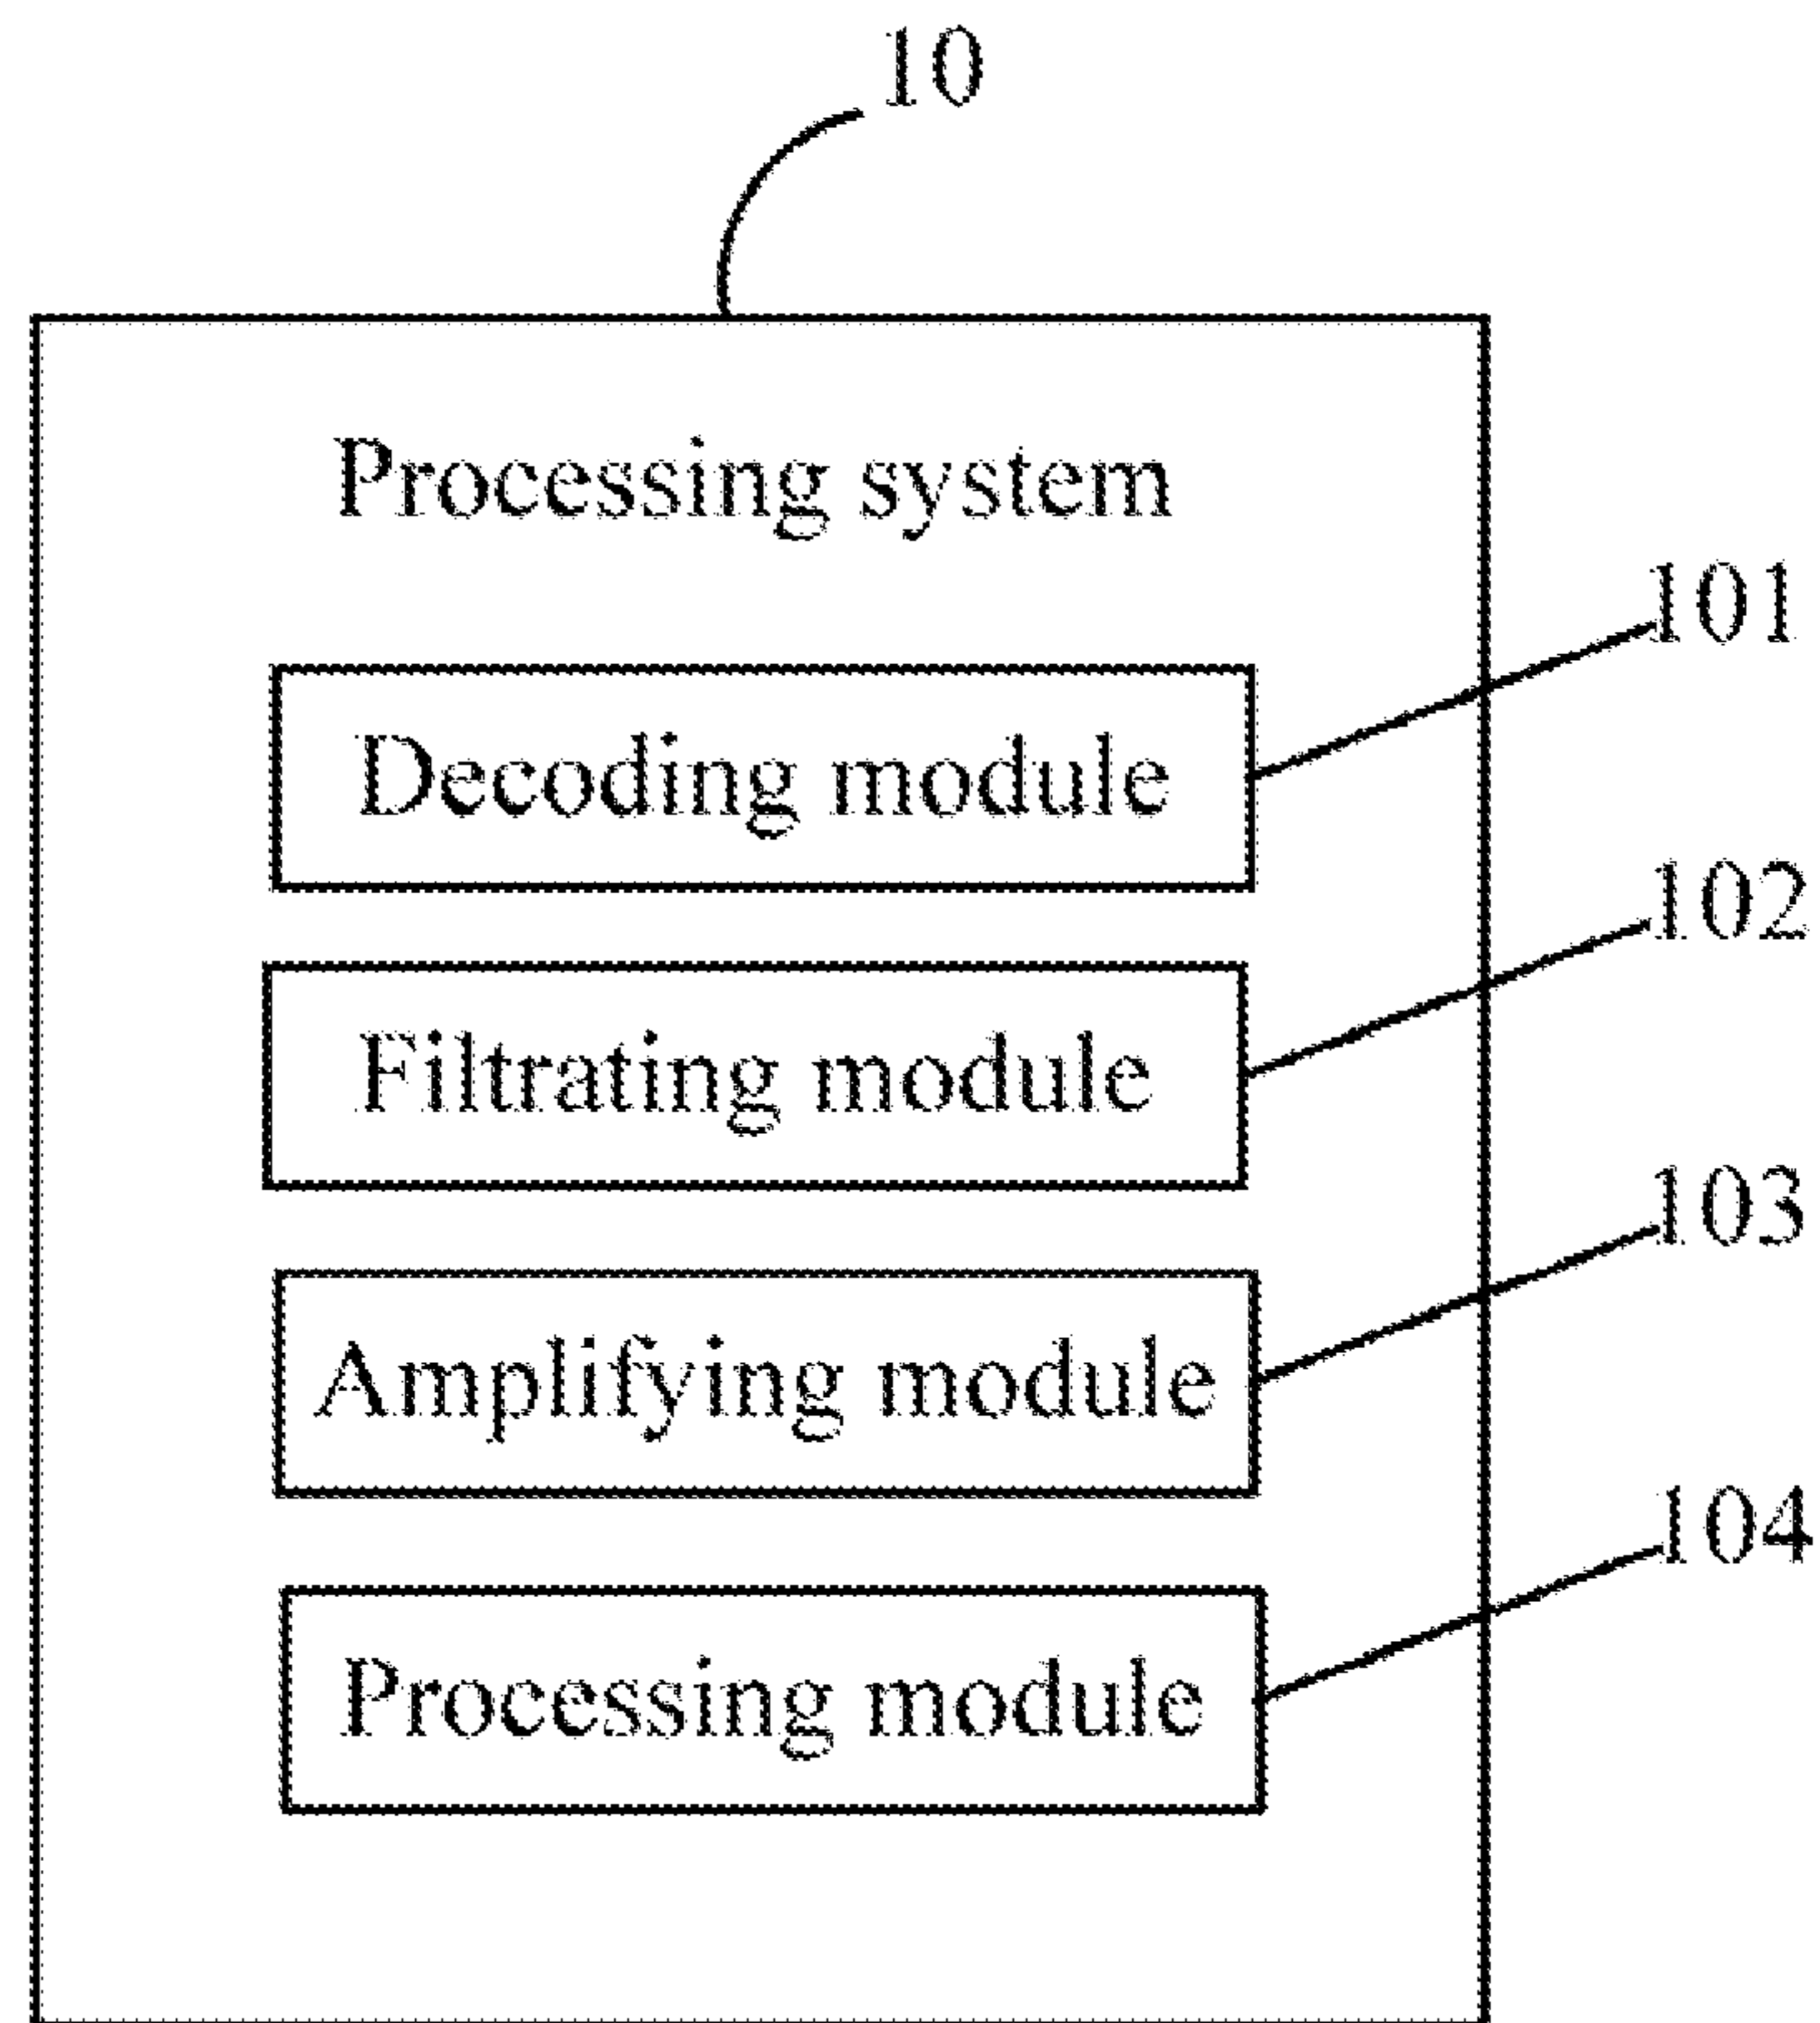 10
Processing system
101
Decoding module
102
Filtrating module
103
Amplifying module
104
Processing module